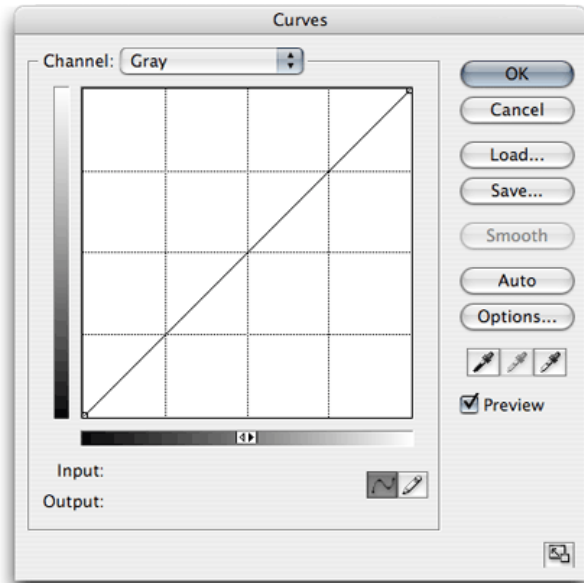 Curves
Channel: Gray
OK
Cancel
Load...
Save...
Smooth
Auto
Options...
Preview
Input:
Output: